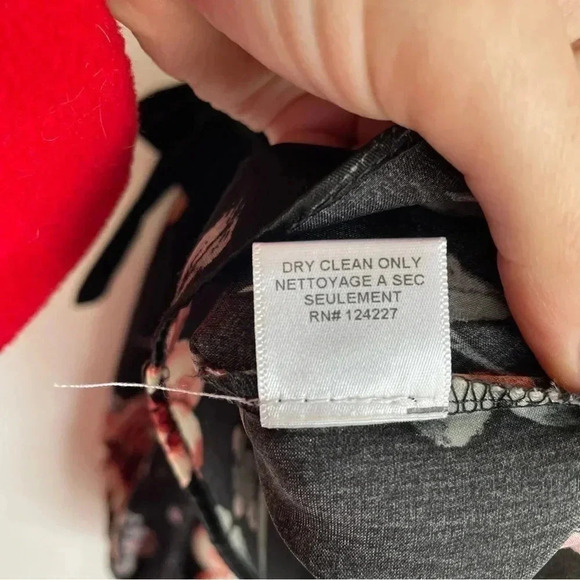 DRY CLEAN ONLY
NETTOYAGE A SEC
SEULEMENT
RN# 124227